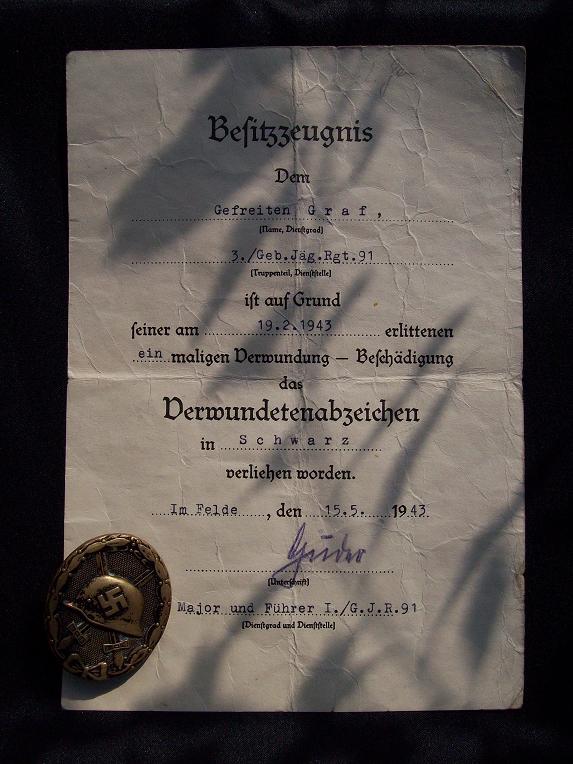 Besitzzeugnis
Dem
Gefreiten Graf,
(Name, Dienstgrad)
3./Geb.Jäg.Rgt.91
(Truppenteil, Dienststelle)
ist auf Grund
seiner am 19.2.1943 erlittenen
ein maligen Verwundung – Beschädigung
das
Verwundetenabzeichen
in Schwarz
verliehen worden.
Im Felde, den 15.5. 1943
(Unterschrift)
Major und Führer I./G.J.R.91
(Dienstgrad und Dienststelle)